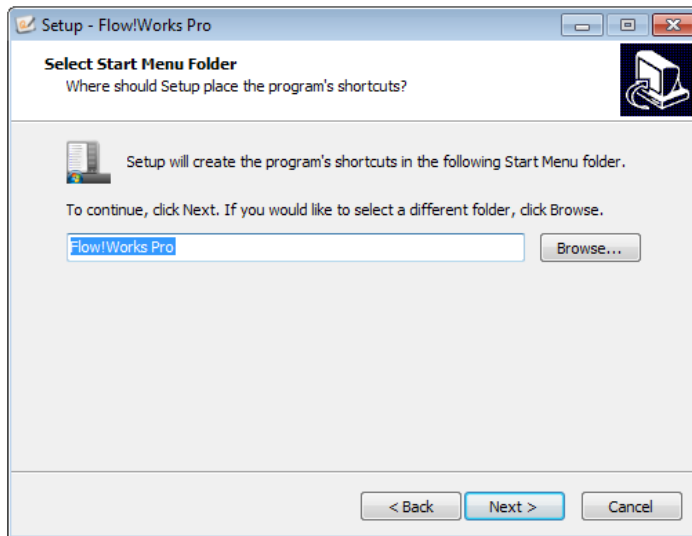 Setup - Flow!Works Pro
Select Start Menu Folder
Where should Setup place the program's shortcuts?
Setup will create the program's shortcuts in the following Start Menu folder.
To continue, click Next. If you would like to select a different folder, click Browse.
Flow!Works Pro
Browse...
< Back
Next >
Cancel